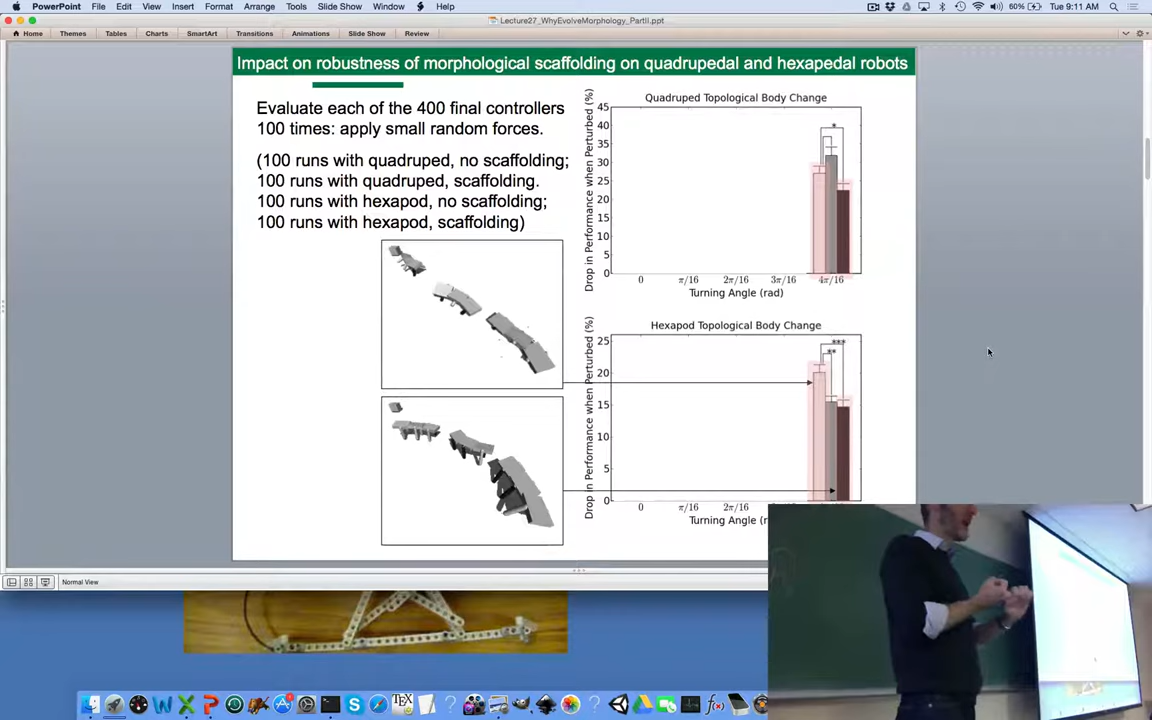 PowerPoint File Edit View Insert Format Arrange Tools Slide Show Window Help 60% Tue 9:11 AM
Lecture27_WhyEvolveMorphology_PartII.ppt
Home Themes Tables Charts SmartArt Transitions Animations Slide Show Review
Impact on robustness of morphological scaffolding on quadrupedal and hexapedal robots
Evaluate each of the 400 final controllers
100 times: apply small random forces.
(100 runs with quadruped, no scaffolding;
100 runs with quadruped, scaffolding.
100 runs with hexapod, no scaffolding;
100 runs with hexapod, scaffolding)
Quadruped Topological Body Change
Drop in Performance when Perturbed (%)
45
40
35
30
25
20
15
10
5
0
*
0 π/16 2π/16 3π/16 4π/16
Turning Angle (rad)
Hexapod Topological Body Change
Drop in Performance when Perturbed (%)
25
20
15
10
5
0
***
**
0 π/16 2π/16 3π/16
Turning Angle (r
Normal View